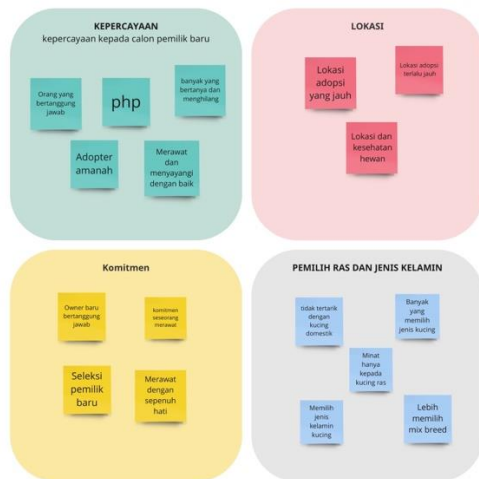 KEPERCAYAAN
kepercayaan kepada calon pemilik baru
Orang yang
bertanggung
jawab
php
banyak yang
bertanya dan
menghilang
Adopter
amanah
Merawat
dan
menyayangi
dengan baik
LOKASI
Lokasi
adopsi
yang jauh
Lokasi adopsi
terlalu jauh
Lokasi dan
kesehatan
hewan
Komitmen
Owner baru
bertanggung
jawab
komitmen
seseorang
merawat
Seleksi
pemilik
baru
Merawat
dengan
sepenuh
hati
PEMILIH RAS DAN JENIS KELAMIN
tidak tertarik
dengan
kucing
domestik
Banyak
yang
memilih
jenis kucing
Minat
hanya
kepada
kucing ras
Memilih
jenis
kelamin
kucing
Lebih
memilih
mix breed